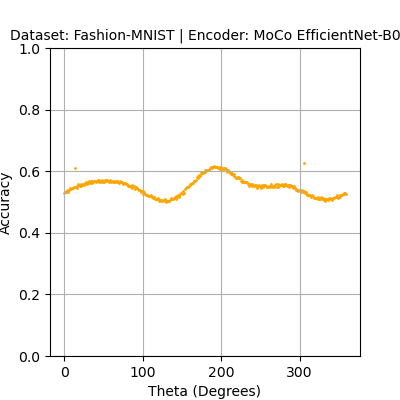 Dataset: Fashion-MNIST | Encoder: MoCo EfficientNet-B0
1.0
0.8
0.6
0.4
0.2
0.0
Accuracy
0 100 200 300
Theta (Degrees)